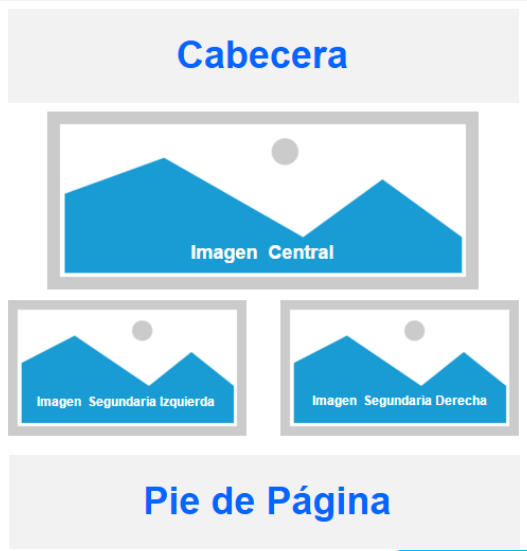 Cabecera
Imagen Central
Imagen Segundaria Izquierda
Imagen Segundaria Derecha
Pie de Página